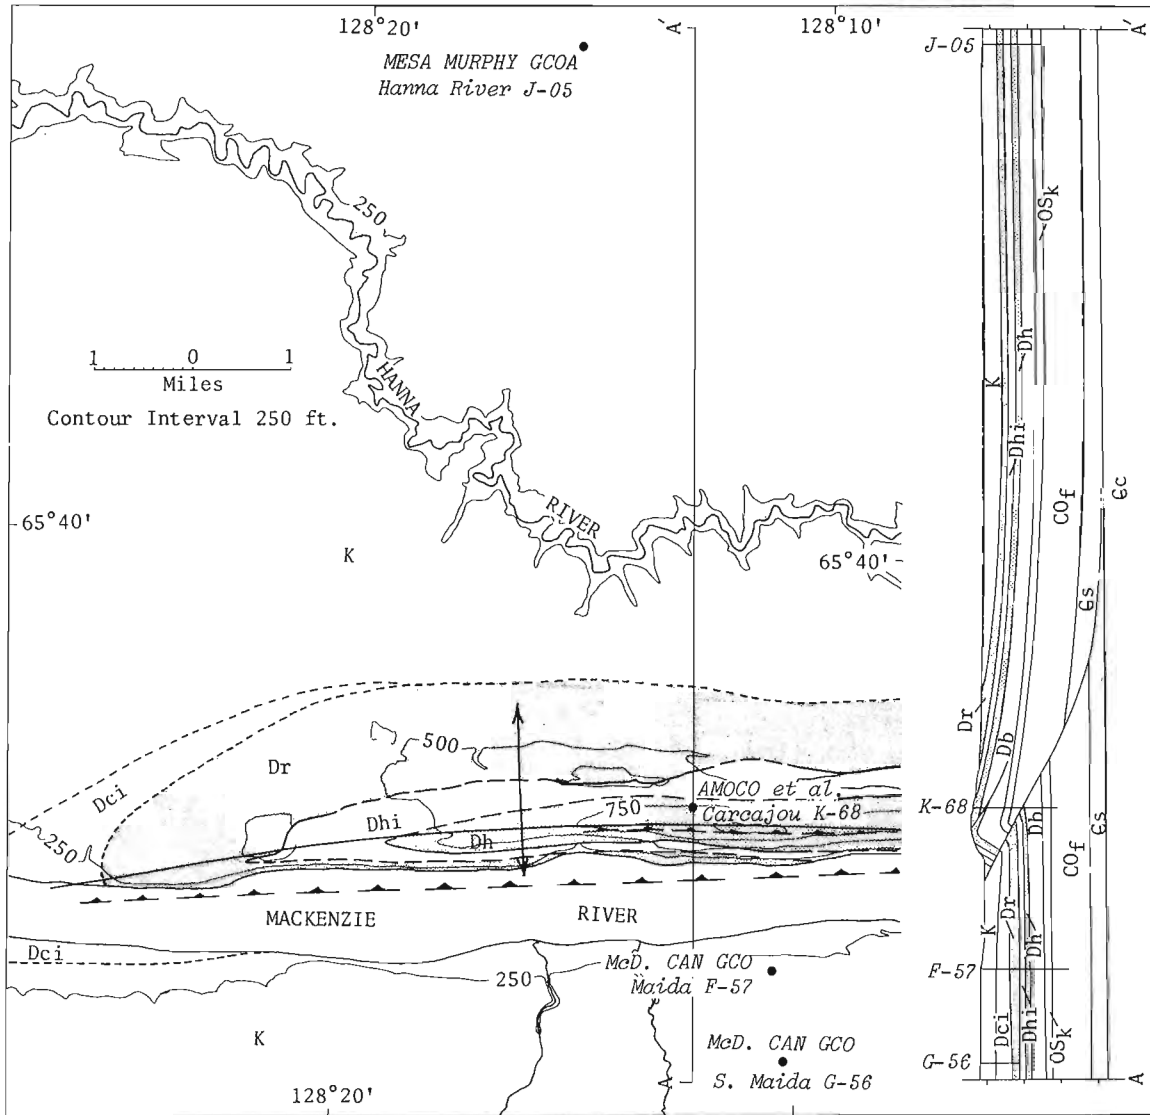 128°20'
A'
128°10'
MESA MURPHY GCOA
Hanna River J-05
250
1 0 1
Miles
Contour Interval 250 ft.
HANNA
RIVER
65°40'
65°40'
K
Dci
Dr
500
AMOCO et al
Carcajou K-68
750
Dhi
Dh
250
MACKENZIE RIVER
Dci
250
McD. CAN GCO
Maida F-57
K
McD. CAN GCO
S. Maida G-56
A
128°20'
A'
J-05
OSk
Dh
K
Dhi
COf
Єc
Єs
Dr
Db
K-68
Dh
Єs
COf
Dr
K
Dh
F-57
Dci
Dhi
OSk
G-56
A